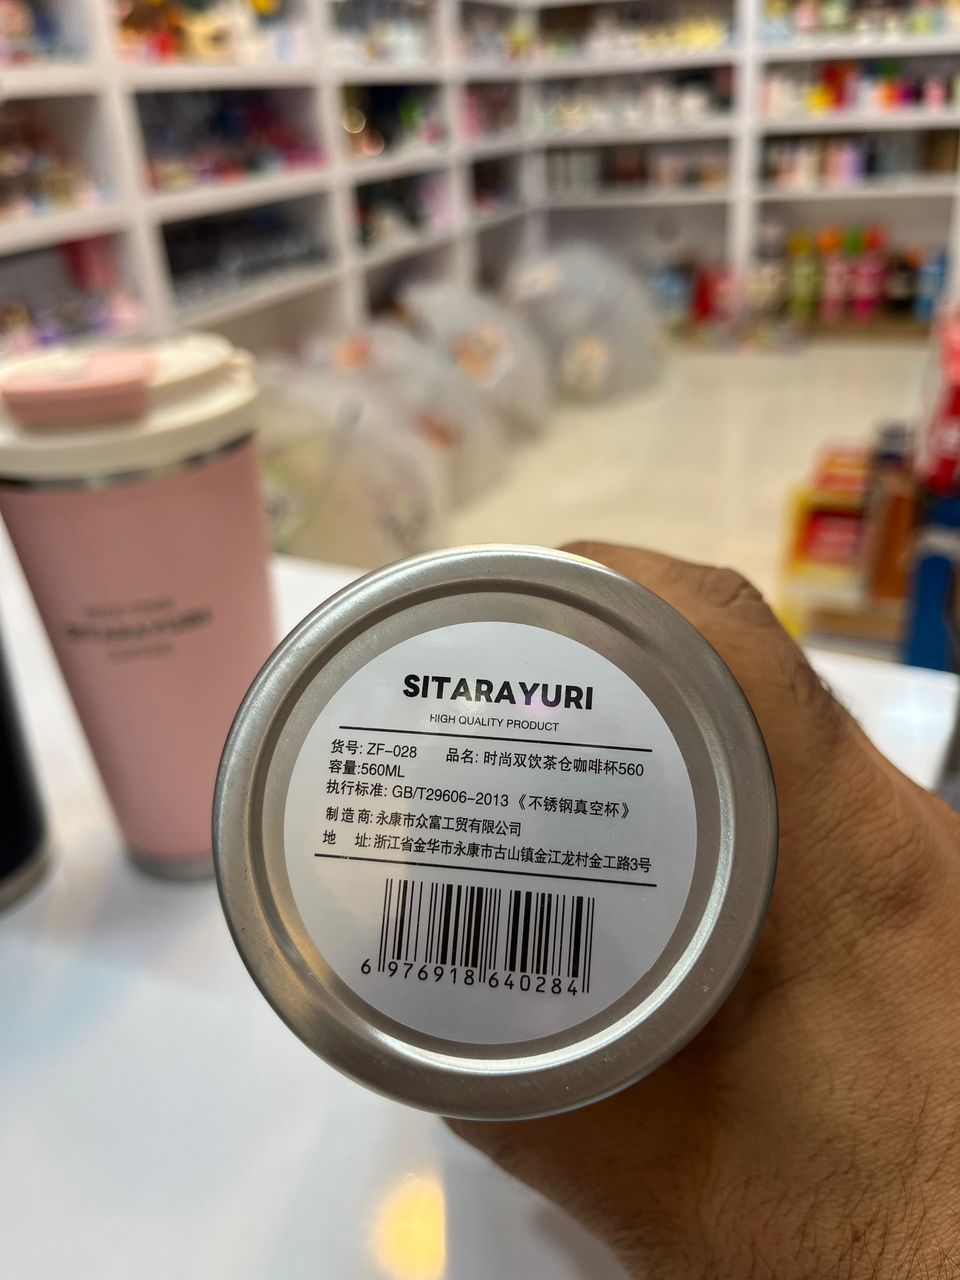 SITARAYURI
SITARAYURI
HIGH QUALITY PRODUCT
货号: ZF-028 品名: 时尚双饮茶仓咖啡杯560
容量:560ML
执行标准: GB/T29606-2013《不锈钢真空杯》
制造商: 永康市众富工贸有限公司
地 址: 浙江省金华市永康市古山镇金江龙村金工路3号
6 976918 640284